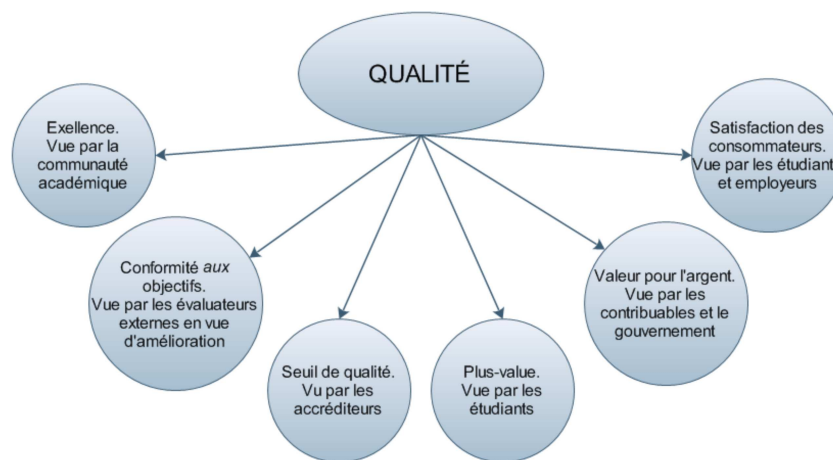 QUALITÉ
Exellence.
Vue par la
communauté
académique
Conformité aux
objectifs.
Vue par les évaluateurs
externes en vue
d'amélioration
Seuil de qualité.
Vu par les
accréditeurs
Plus-value.
Vue par les
étudiants
Valeur pour l'argent.
Vue par les
contribuables et le
gouvernement
Satisfaction des
consommateurs.
Vue par les étudiant
et employeurs